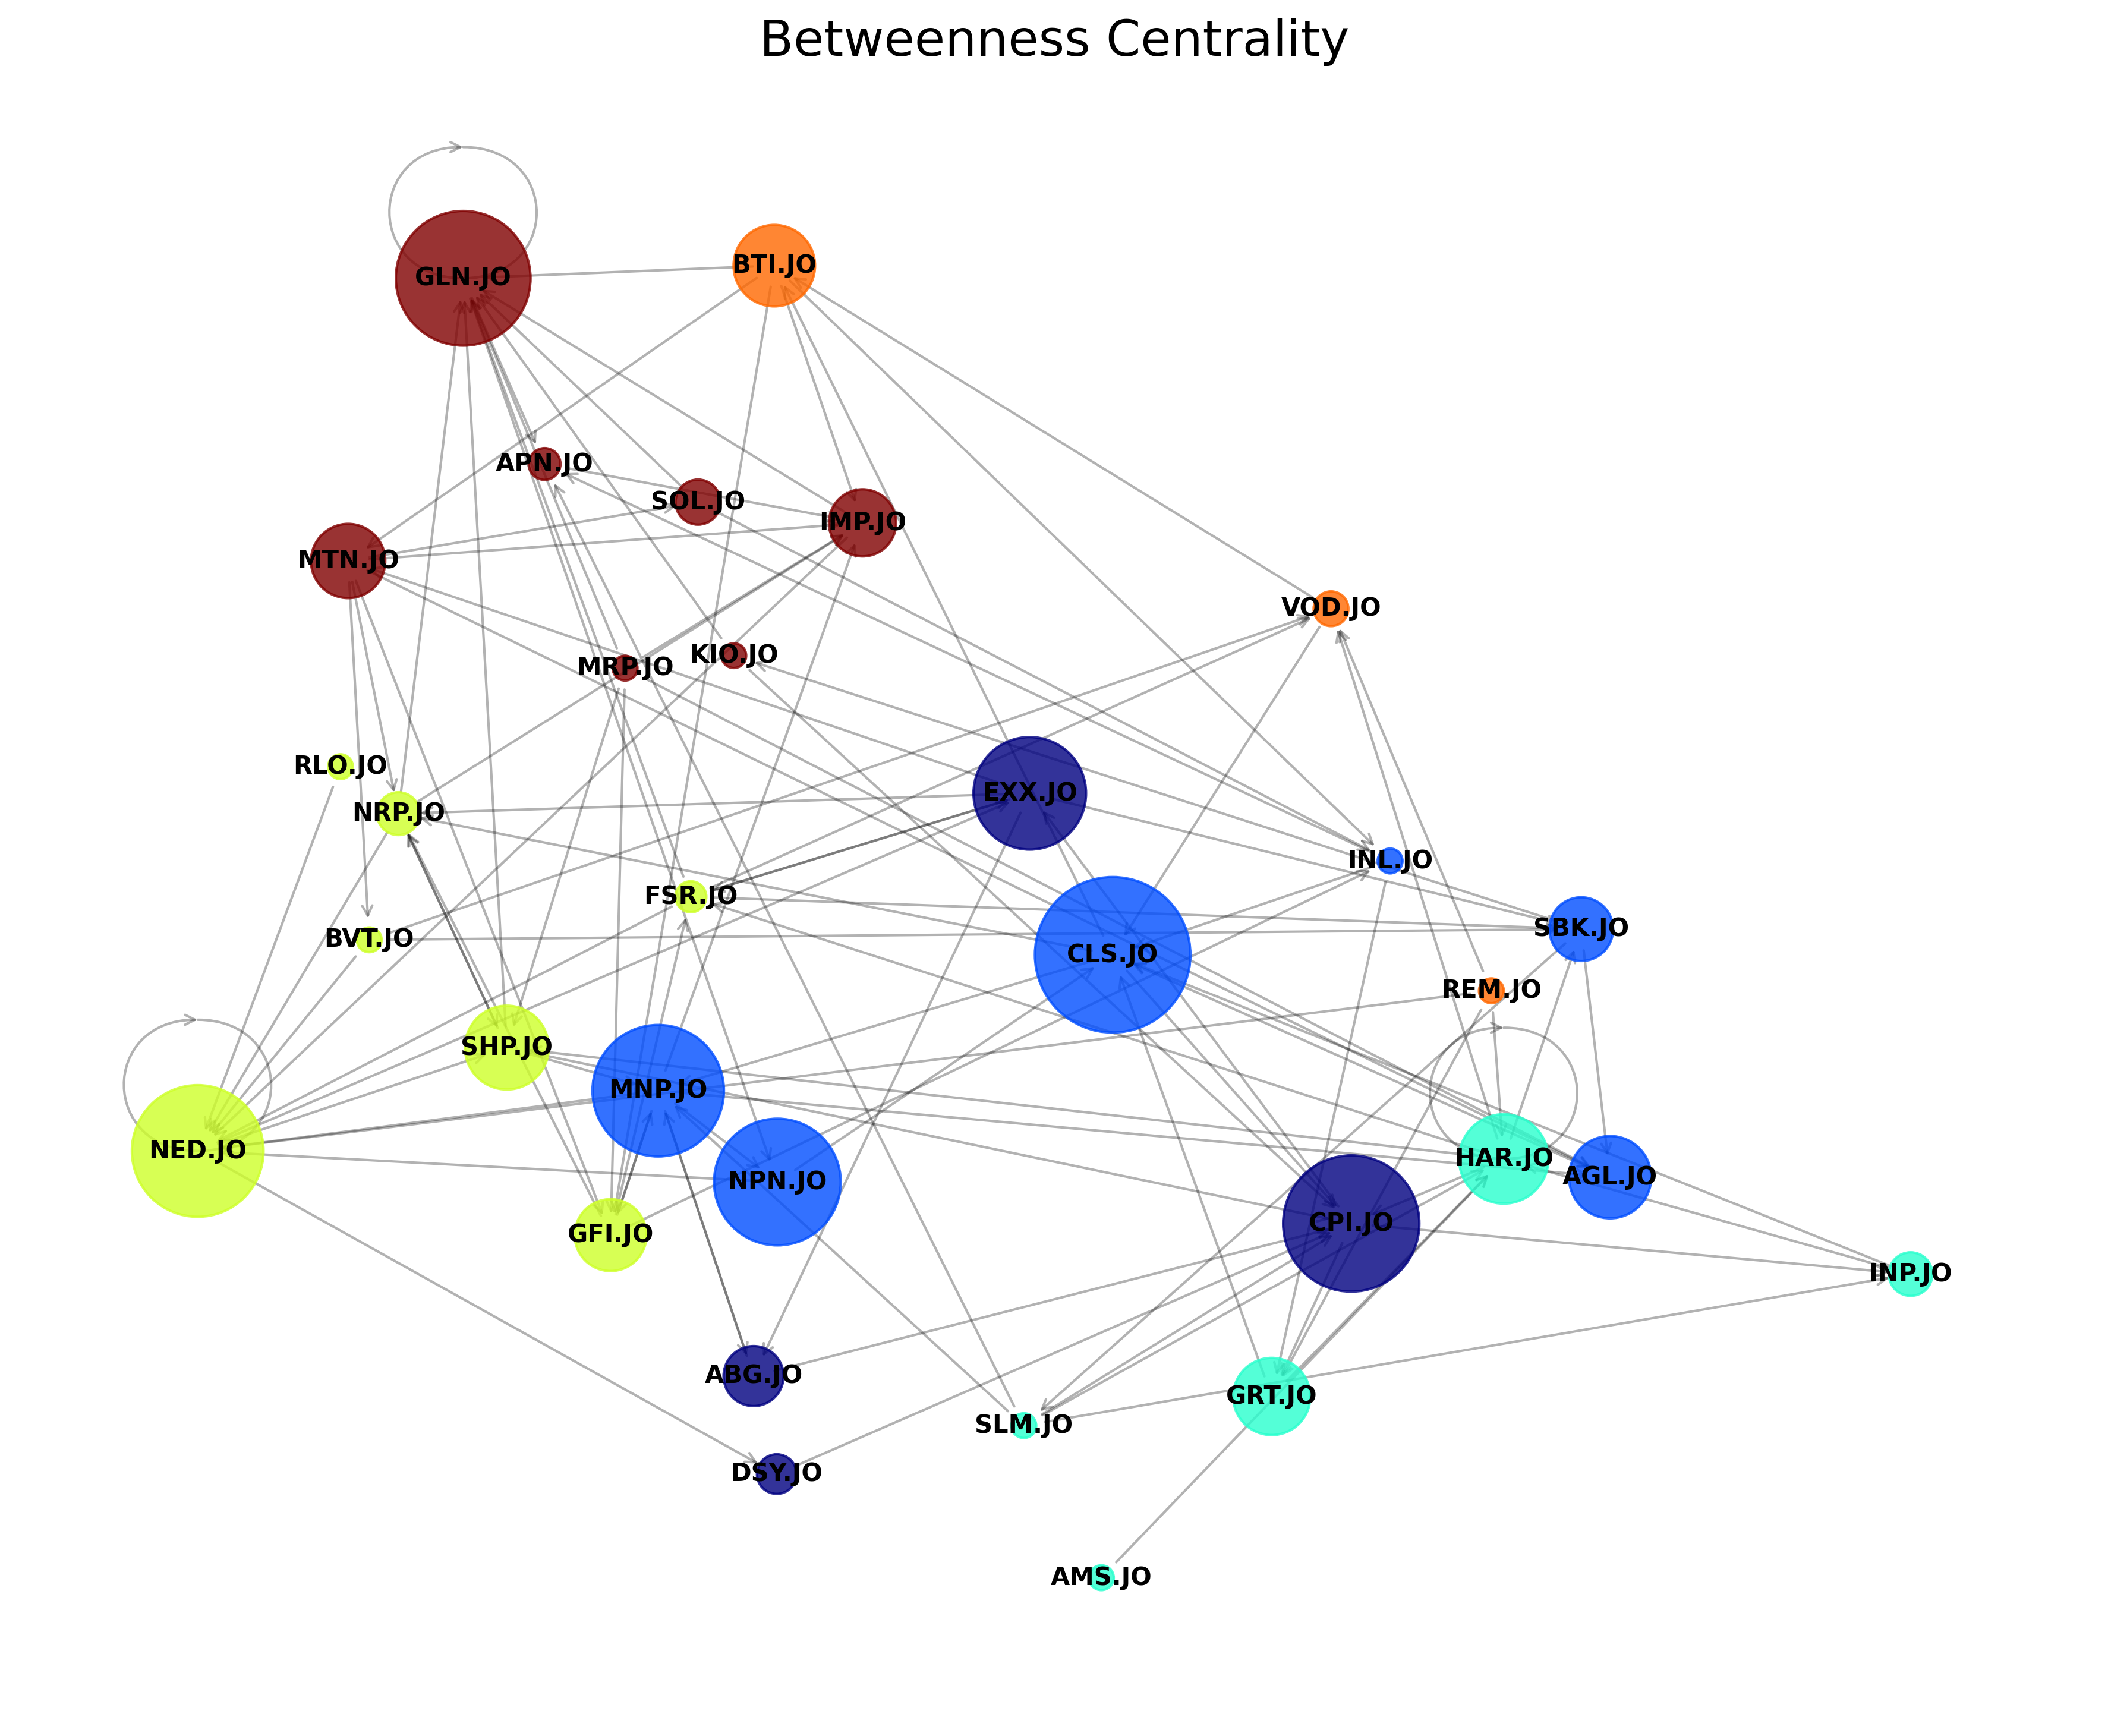 Betweenness Centrality
BTI.JO
GLN.JO
APN.JO
SOL.JO
IMP.JO
MTN.JO
VOD.JO
KIO.JO
MRP.JO
RLO.JO
EXX.JO
NRP.JO
INL.JO
FSR.JO
SBK.JO
BVT.JO
CLS.JO
REM.JO
SHP.JO
MNP.JO
NED.JO
HAR.JO
AGL.JO
NPN.JO
CPI.JO
GFI.JO
INP.JO
ABG.JO
GRT.JO
SLM.JO
DSY.JO
AMS.JO